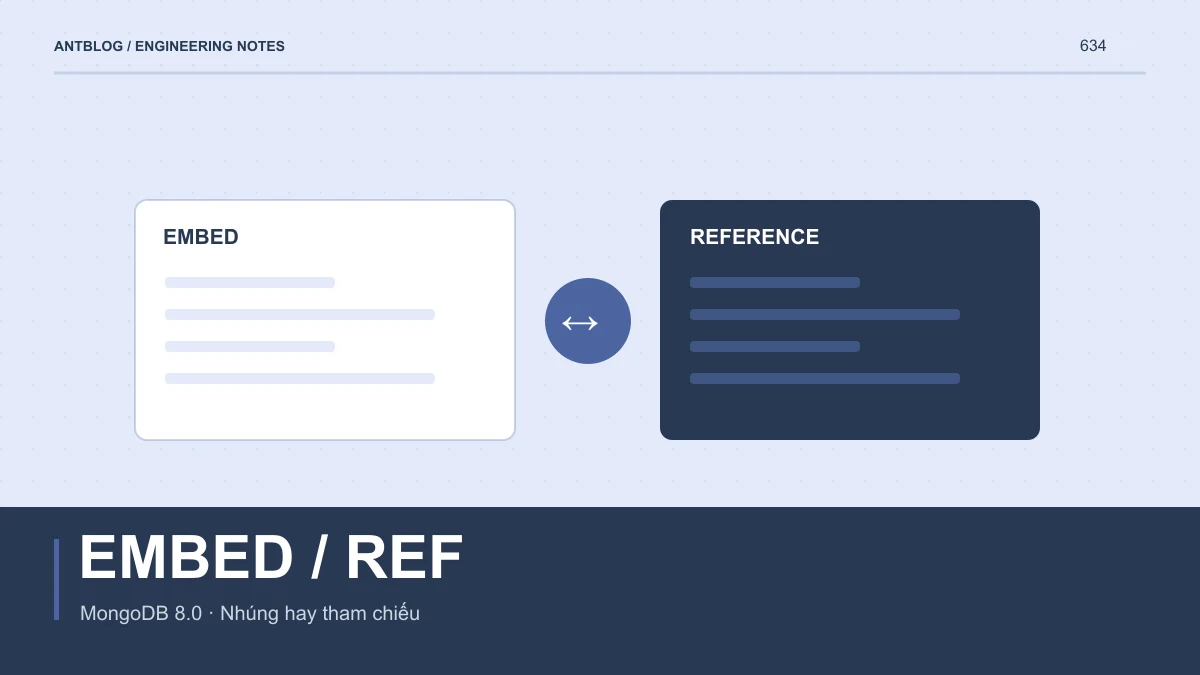 ANTBLOG / ENGINEERING NOTES
634
EMBED
REFERENCE
↔
EMBED / REF
MongoDB 8.0 · Nhúng hay tham chiếu